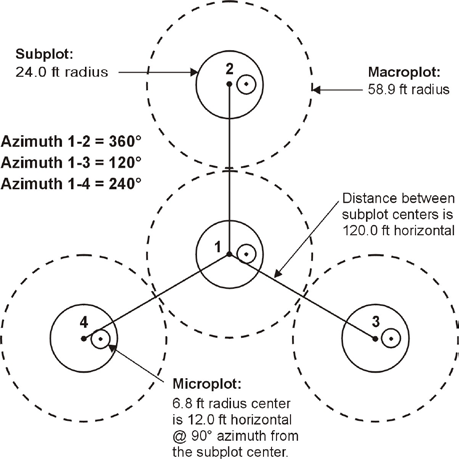 Subplot:
24.0 ft radius
2
Macroplot:
58.9 ft radius
Azimuth 1-2 = 360°
Azimuth 1-3 = 120°
Azimuth 1-4 = 240°
Distance between
subplot centers is
120.0 ft horizontal
1
4
3
Microplot:
6.8 ft radius center
is 12.0 ft horizontal
@ 90° azimuth from
the subplot center.